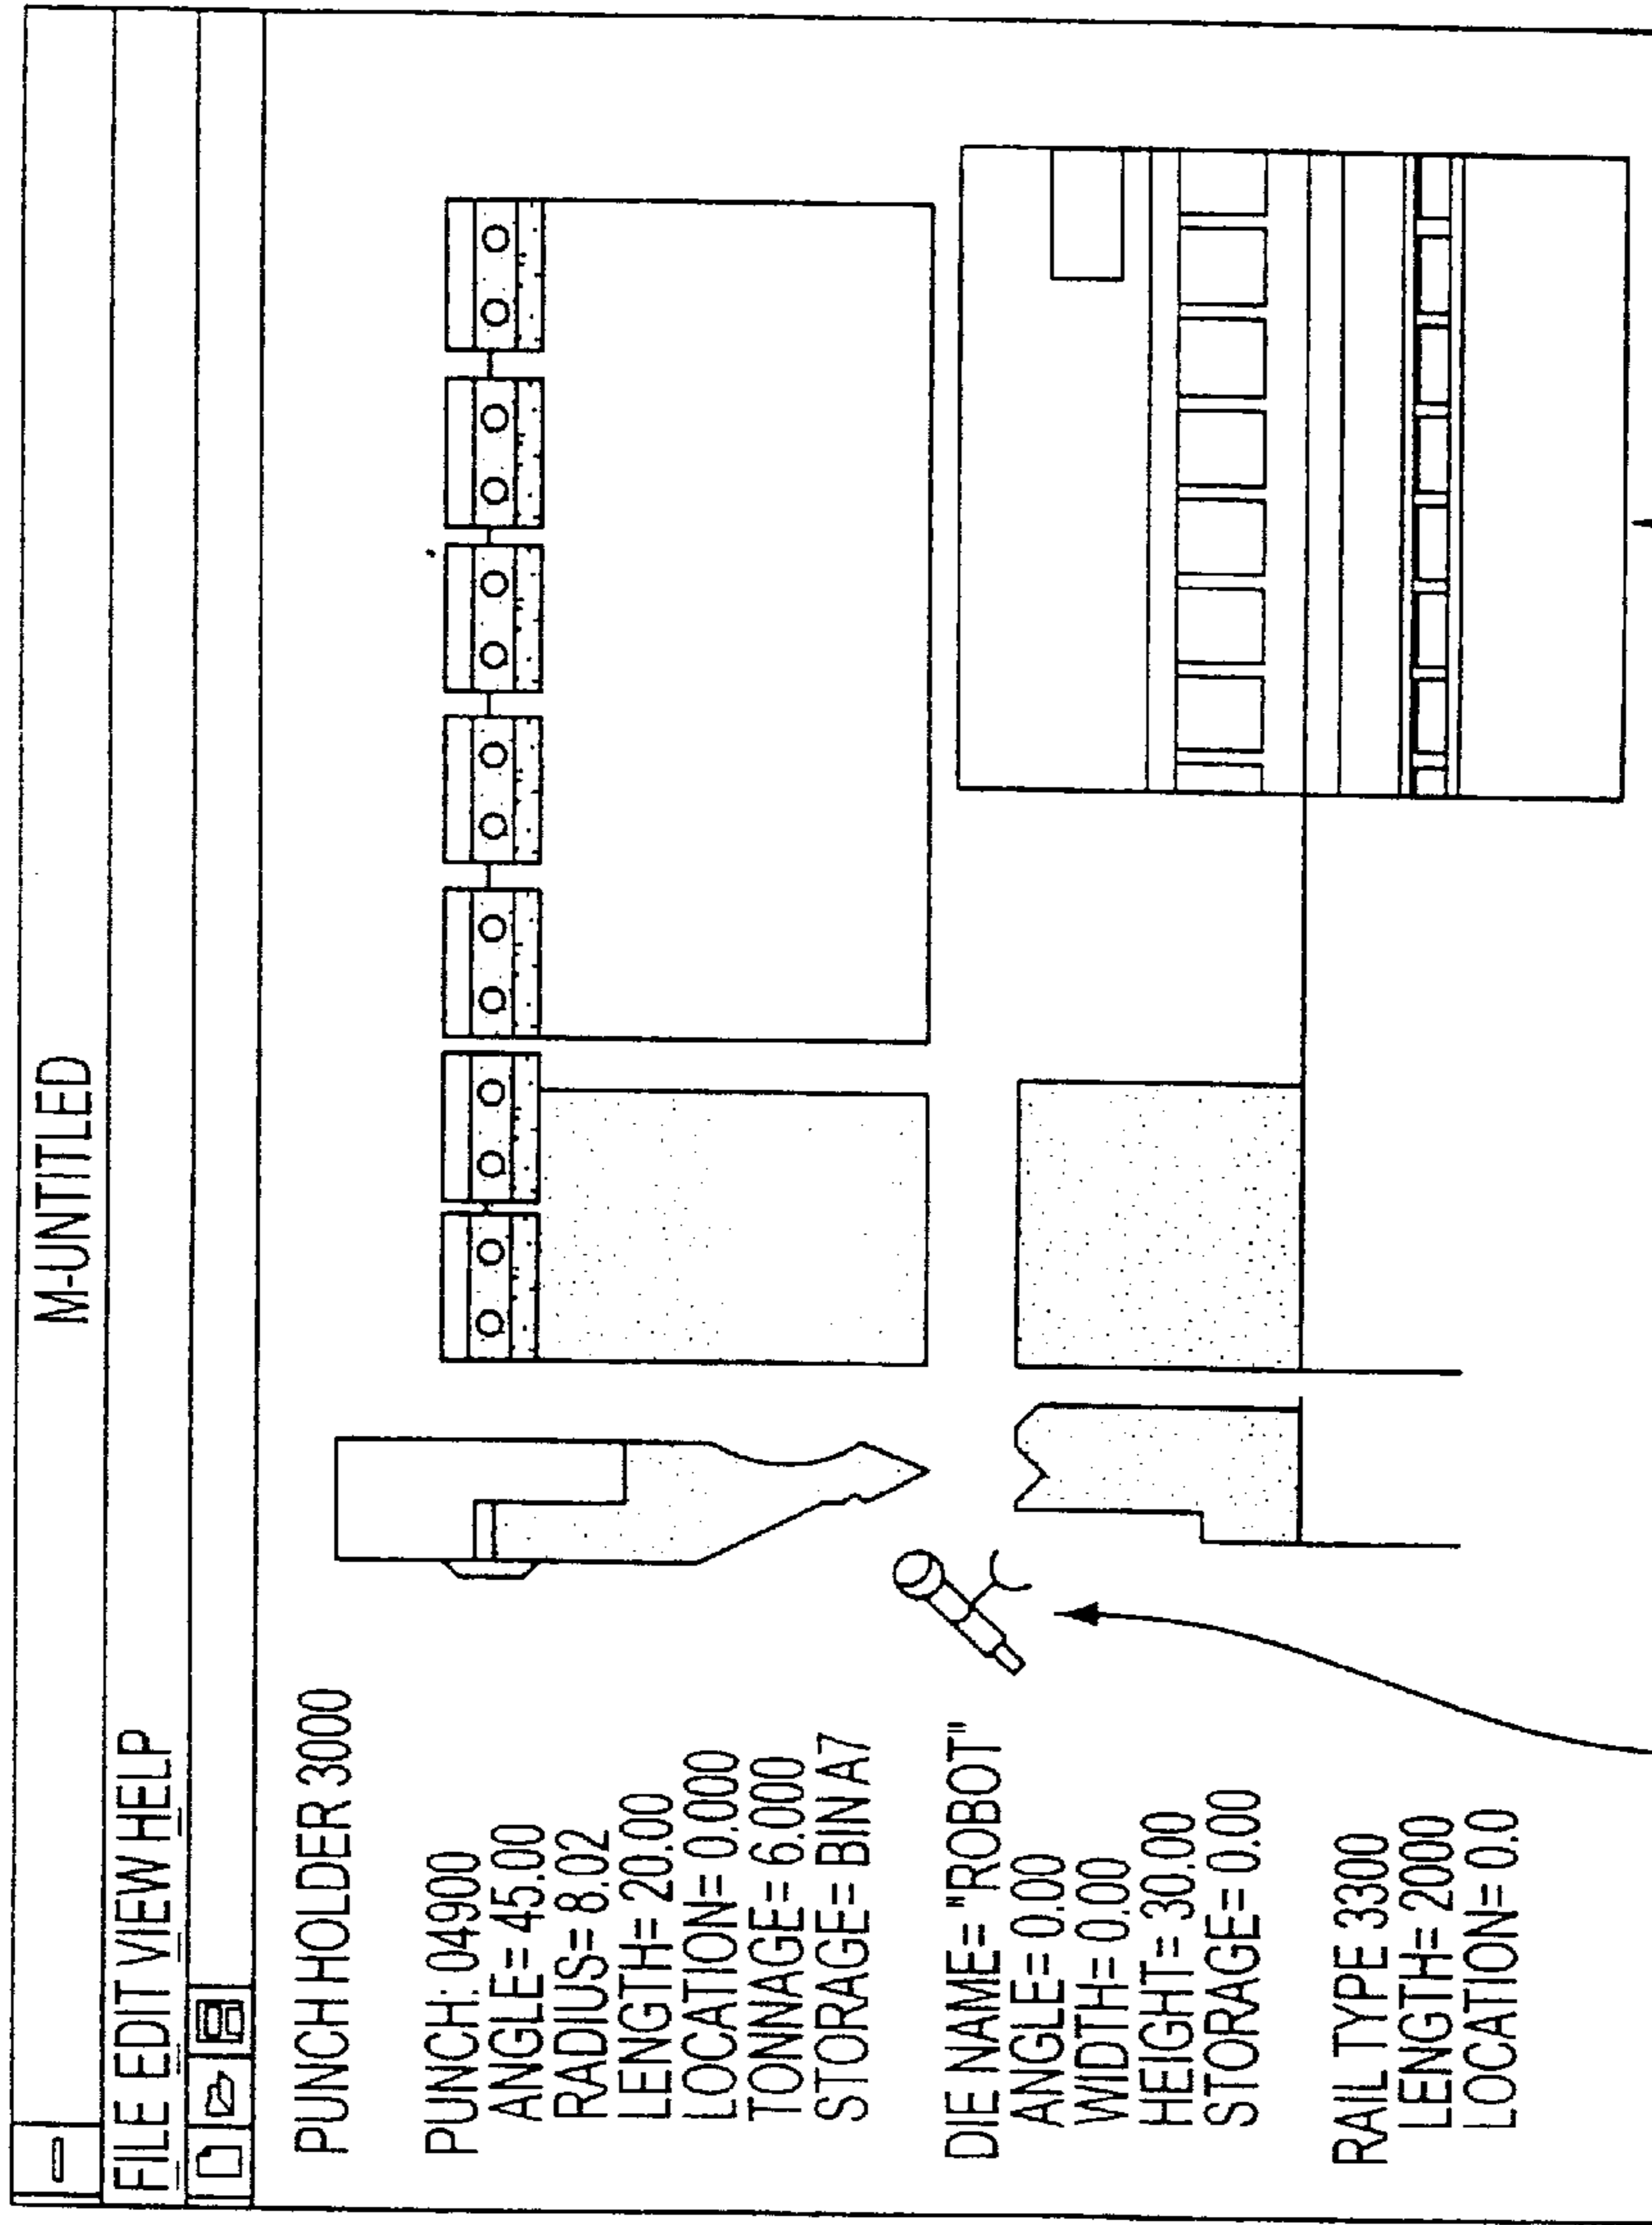 M-UNTITLED
FILE EDIT VIEW HELP
PUNCH HOLDER 3000
PUNCH: 04900
ANGLE= 45.00
RADIUS= 8.02
LENGTH= 20.00
LOCATION= 0.000
TONNAGE= 6.000
STORAGE= BIN A7
DIE NAME= "ROBOT"
ANGLE= 0.00
WIDTH= 0.00
HEIGHT= 30.00
STORAGE= 0.00
RAIL TYPE 3300
LENGTH= 2000
LOCATION= 0.0